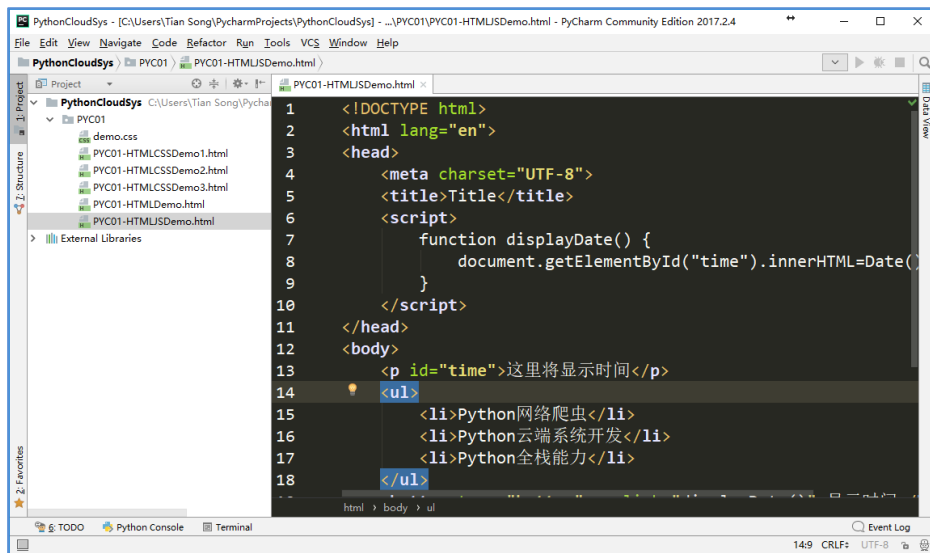 PythonCloudSys - [C:\Users\Tian Song\PycharmProjects\PythonCloudSys] - ...\PYC01\PYC01-HTMLJSDemo.html - PyCharm Community Edition 2017.2.4
File Edit View Navigate Code Refactor Run Tools VCS Window Help
PythonCloudSys PYC01 PYC01-HTMLJSDemo.html
Project
PYC01-HTMLJSDemo.html
1: Project
7: Structure
2: Favorites
Data View
PythonCloudSys C:\Users\Tian Song\Pycha
PYC01
demo.css
PYC01-HTMLCSSDemo1.html
PYC01-HTMLCSSDemo2.html
PYC01-HTMLCSSDemo3.html
PYC01-HTMLDemo.html
PYC01-HTMLJSDemo.html
External Libraries
1 <!DOCTYPE html>
2 <html lang="en">
3 <head>
4 <meta charset="UTF-8">
5 <title>Title</title>
6 <script>
7 function displayDate() {
8 document.getElementById("time").innerHTML=Date()
9 }
10 </script>
11 </head>
12 <body>
13 <p id="time">这里将显示时间</p>
14 <ul>
15 <li>Python网络爬虫</li>
16 <li>Python云端系统开发</li>
17 <li>Python全栈能力</li>
18 </ul>
html › body › ul
6: TODO Python Console Terminal Event Log
14:9 CRLF UTF-8